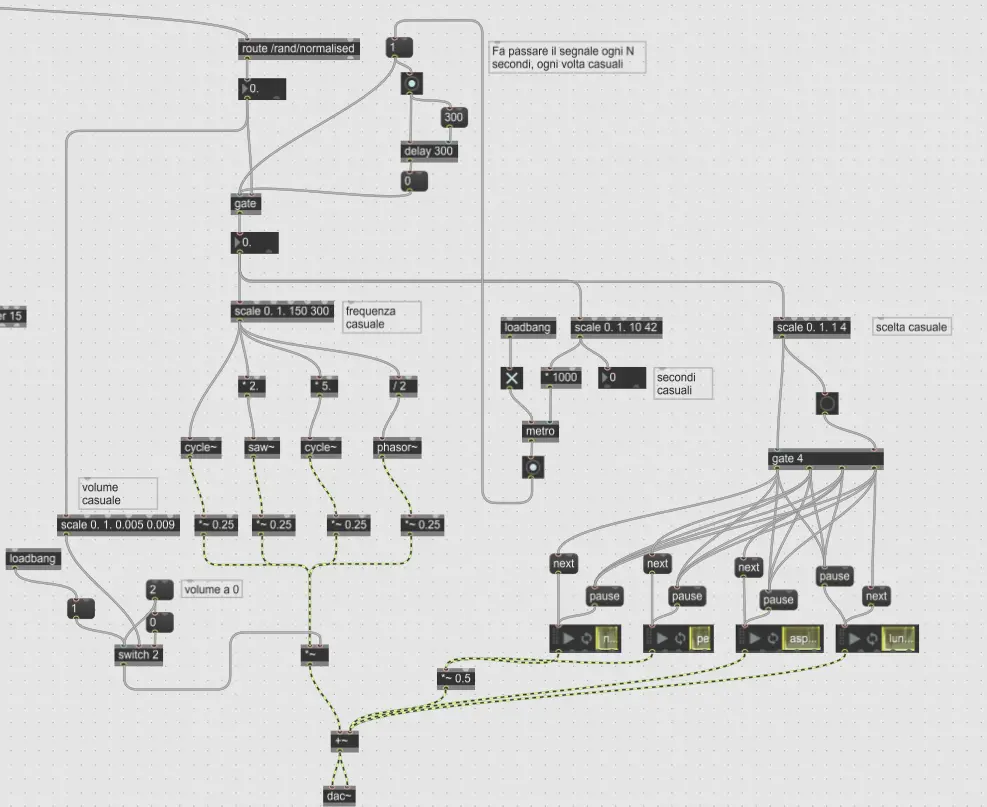 route /rand/normalised
1
Fa passare il segnale ogni N
secondi, ogni volta casuali
0.
300
delay 300
0
gate
0.
er 15
scale 0. 1. 150 300
frequenza
casuale
loadbang
scale 0. 1. 10 42
scale 0. 1. 1 4
scelta casuale
* 2.
* 5.
/ 2
* 1000
0
secondi
casuali
metro
cycle~
saw~
cycle~
phasor~
gate 4
volume
casuale
scale 0. 1. 0.005 0.009
*~ 0.25
*~ 0.25
*~ 0.25
*~ 0.25
loadbang
2
volume a 0
1
0
switch 2
next
pause
next
pause
next
pause
pause
next
n...
pe
asp...
lun...
*~
*~ 0.5
+~
dac~